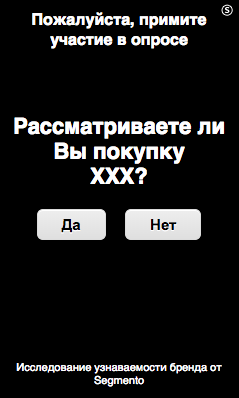 Пожалуйста, примите
участие в опросе
S
Рассматриваете ли
Вы покупку
XXX?
Да
Нет
Исследование узнаваемости бренда от
Segmento